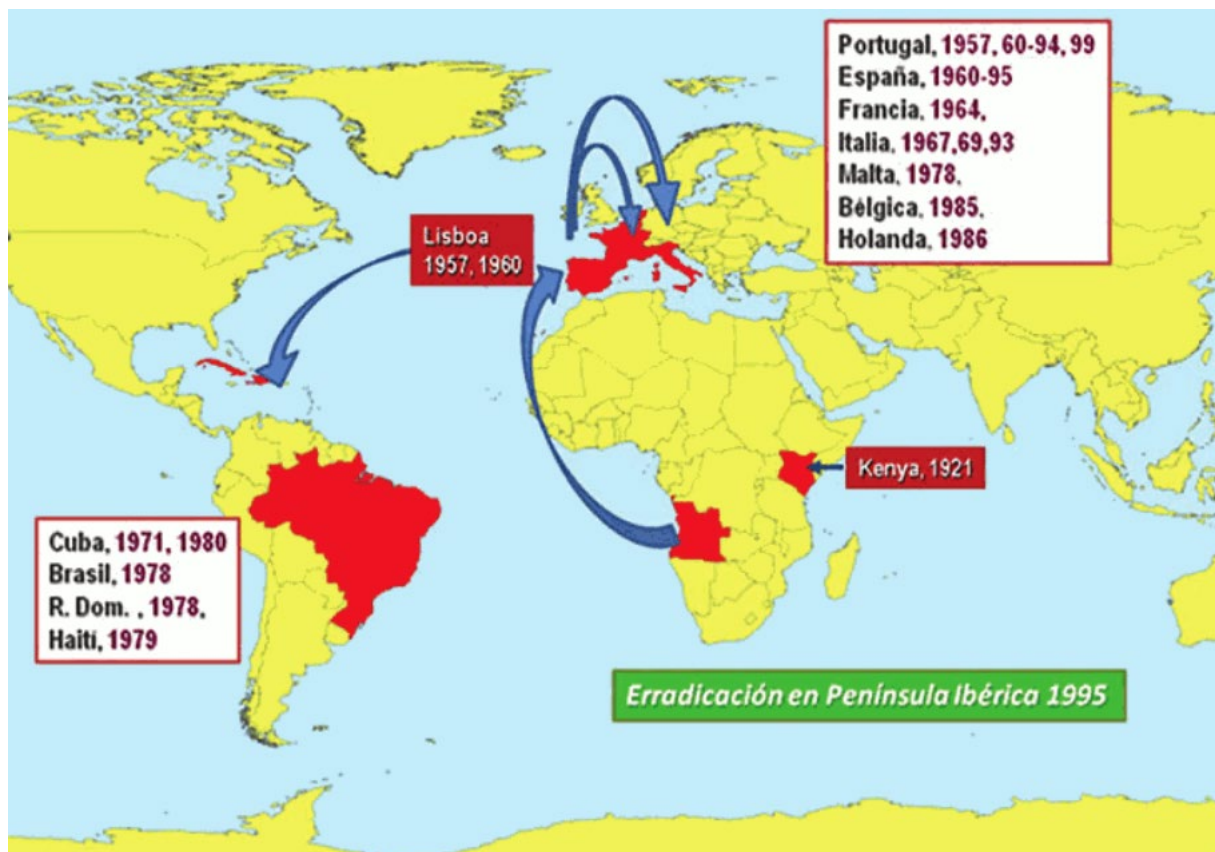 Portugal, 1957, 60-94, 99
España, 1960-95
Francia, 1964,
Italia, 1967,69,93
Malta, 1978,
Bélgica, 1985,
Holanda, 1986
Lisboa
1957, 1960
Kenya, 1921
Cuba, 1971, 1980
Brasil, 1978
R. Dom. , 1978,
Haití, 1979
Erradicación en Península Ibérica 1995